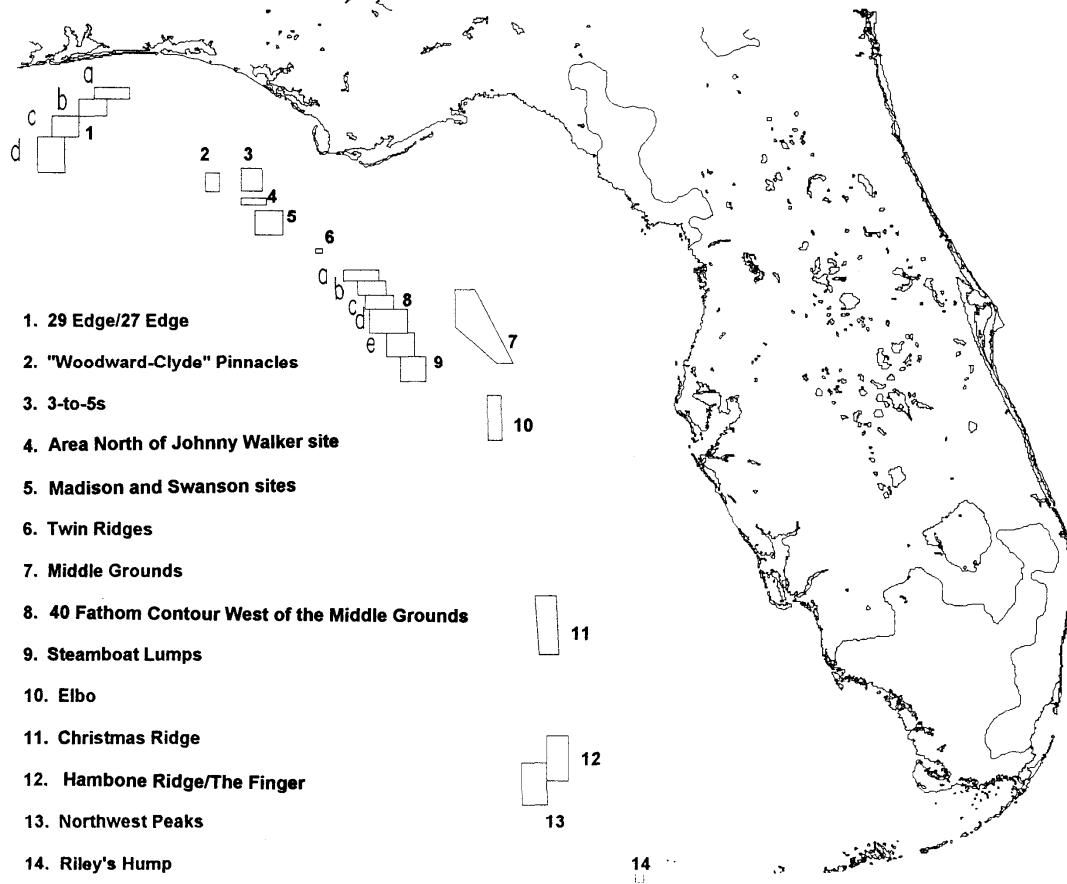 a
b
c
d
1
2
3
4
5
6
a
b
c
d
e
8
7
9
10
11
12
13
14
1. 29 Edge/27 Edge
2. "Woodward-Clyde" Pinnacles
3. 3-to-5s
4. Area North of Johnny Walker site
5. Madison and Swanson sites
6. Twin Ridges
7. Middle Grounds
8. 40 Fathom Contour West of the Middle Grounds
9. Steamboat Lumps
10. Elbo
11. Christmas Ridge
12. Hambone Ridge/The Finger
13. Northwest Peaks
14. Riley's Hump